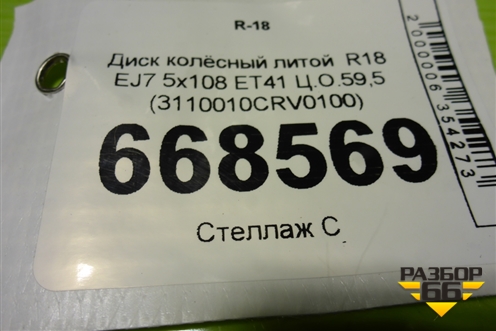 R-18
Диск колёсный литой R18
EJ7 5x108 ET41 Ц.О.59,5
(3110010CRV0100)
668569
Стеллаж С
2000006354273
РАЗБОР
66